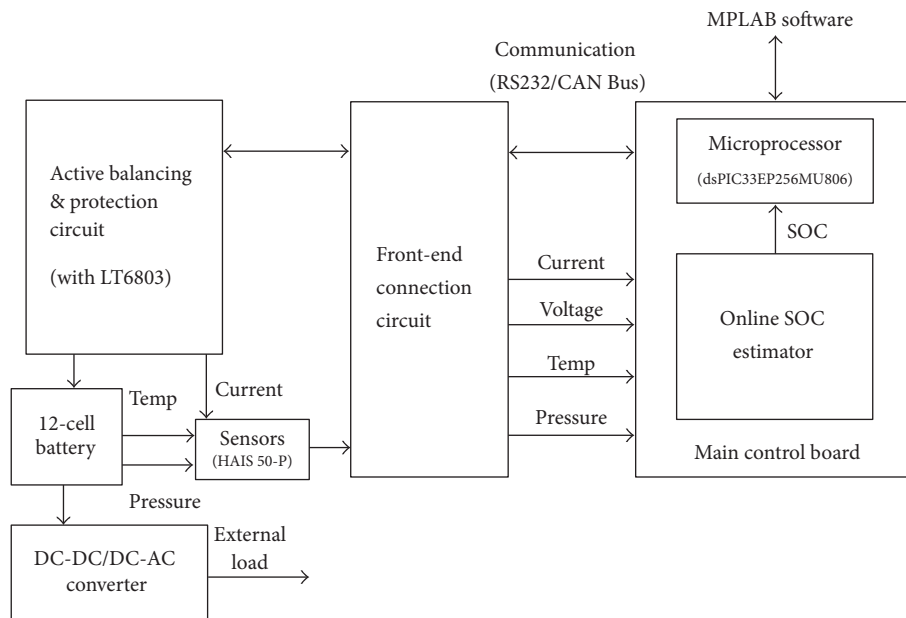 MPLAB software
Communication
(RS232/CAN Bus)
Active balancing
& protection
circuit
(with LT6803)
Front-end
connection
circuit
Microprocessor
(dsPIC33EP256MU806)
SOC
Online SOC
estimator
Main control board
Current
Voltage
Temp
Pressure
Temp
Current
12-cell
battery
Sensors
(HAIS 50-P)
Pressure
DC-DC/DC-AC
converter
External
load